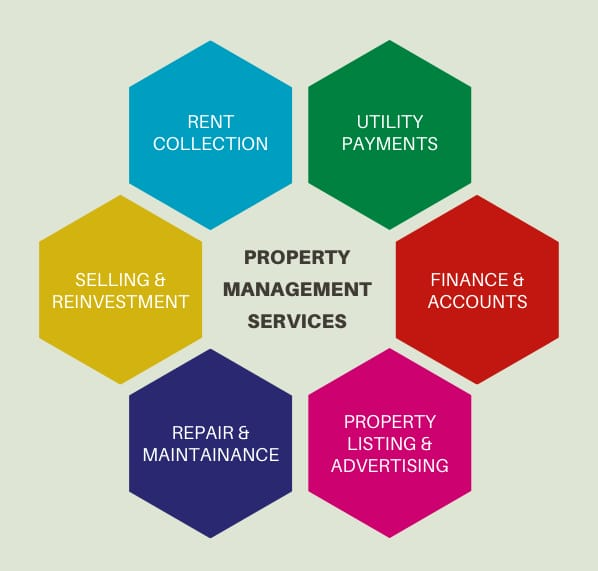 RENT
COLLECTION
UTILITY
PAYMENTS
SELLING &
REINVESTMENT
PROPERTY
MANAGEMENT
SERVICES
FINANCE &
ACCOUNTS
REPAIR &
MAINTAINANCE
PROPERTY
LISTING &
ADVERTISING